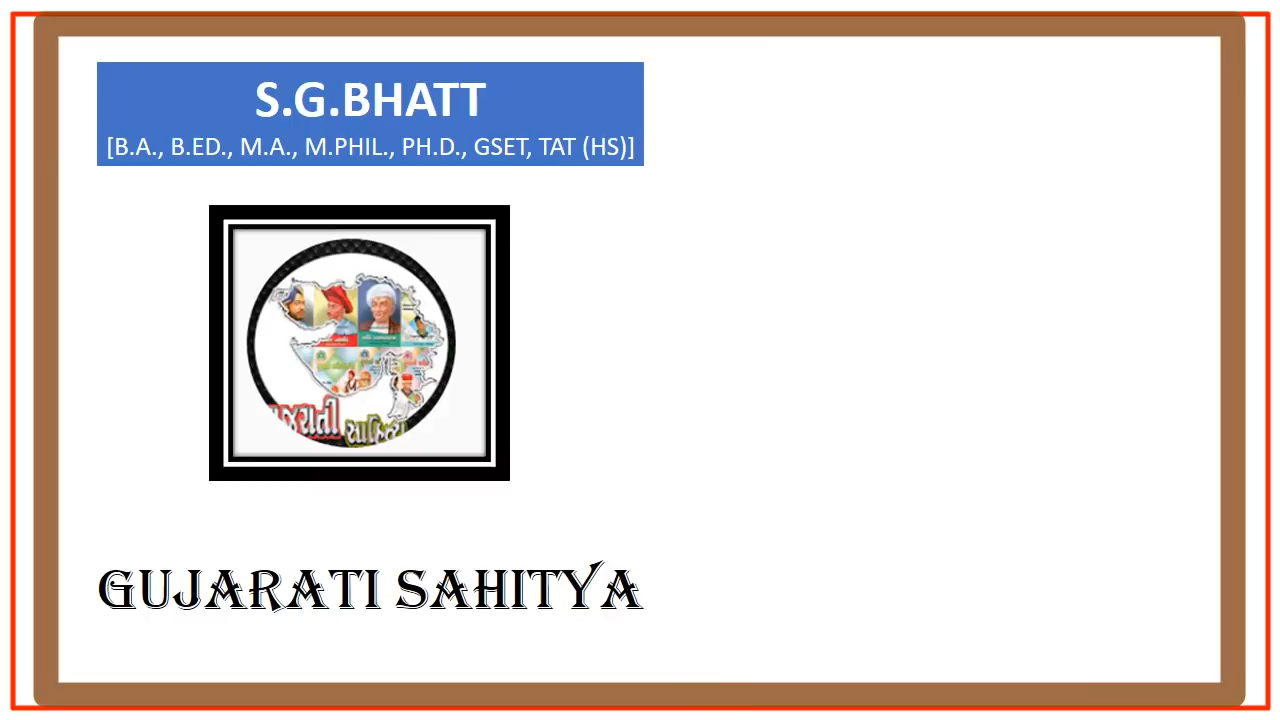 S.G.BHATT
[B.A., B.ED., M.A., M.PHIL., PH.D., GSET, TAT (HS)]
સાહિત્ય
GUJARATI SAHITYA